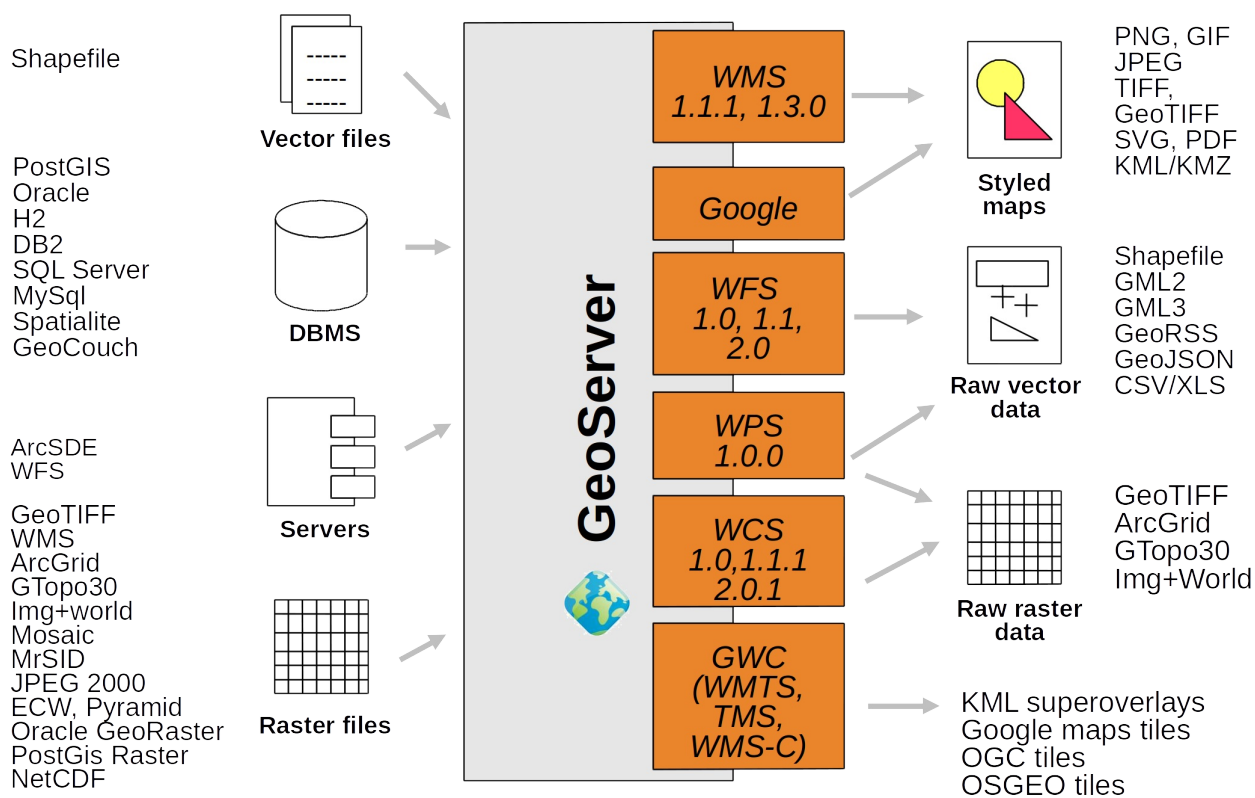 Shapefile
Vector files
PostGIS
Oracle
H2
DB2
SQL Server
MySql
Spatialite
GeoCouch
DBMS
ArcSDE
WFS
Servers
GeoTIFF
WMS
ArcGrid
GTopo30
Img+world
Mosaic
MrSID
JPEG 2000
ECW, Pyramid
Oracle GeoRaster
PostGis Raster
NetCDF
Raster files
GeoServer
WMS
1.1.1, 1.3.0
Google
WFS
1.0, 1.1,
2.0
WPS
1.0.0
WCS
1.0,1.1.1
2.0.1
GWC
(WMTS,
TMS,
WMS-C)
Styled
maps
PNG, GIF
JPEG
TIFF,
GeoTIFF
SVG, PDF
KML/KMZ
Raw vector
data
Shapefile
GML2
GML3
GeoRSS
GeoJSON
CSV/XLS
Raw raster
data
GeoTIFF
ArcGrid
GTopo30
Img+World
KML superoverlays
Google maps tiles
OGC tiles
OSGEO tiles